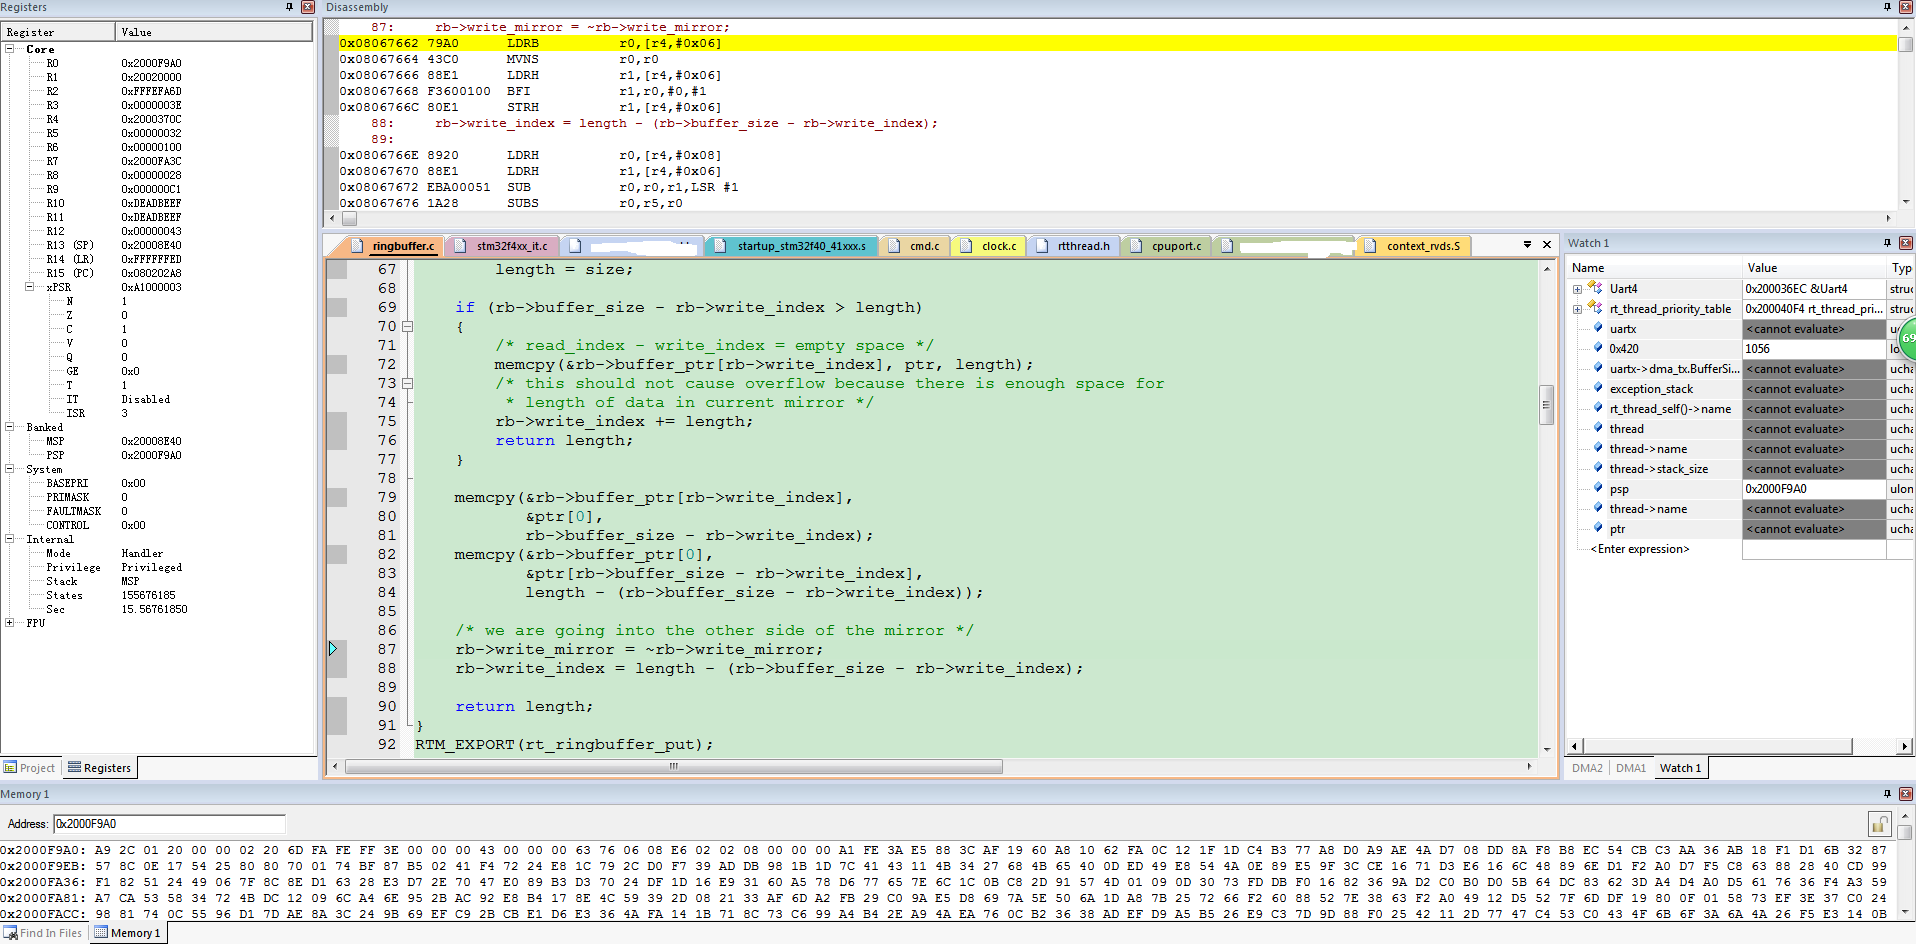 Registers
Register Value
Core
R0 0x2000F9A0
R1 0x20020000
R2 0xFFFEFA6D
R3 0x0000003E
R4 0x2000370C
R5 0x00000032
R6 0x00000100
R7 0x2000FA3C
R8 0x00000028
R9 0x000000C1
R10 0xDEADBEEF
R11 0xDEADBEEF
R12 0x00000043
R13 (SP) 0x20008E40
R14 (LR) 0xFFFFFFED
R15 (PC) 0x080202A8
xPSR 0xA1000003
N 1
Z 0
C 1
V 0
Q 0
GE 0x0
T 1
IT Disabled
ISR 3
Banked
MSP 0x20008E40
PSP 0x2000F9A0
System
BASEPRI 0x00
PRIMASK 0
FAULTMASK 0
CONTROL 0x00
Internal
Mode Handler
Privilege Privileged
Stack MSP
States 155676185
Sec 15.56761850
FPU
Project Registers
Disassembly
87: rb->write_mirror = ~rb->write_mirror;
0x08067662 79A0 LDRB r0,[r4,#0x06]
0x08067664 43C0 MVNS r0,r0
0x08067666 88E1 LDRH r1,[r4,#0x06]
0x08067668 F3600100 BFI r1,r0,#0,#1
0x0806766C 80E1 STRH r1,[r4,#0x06]
88: rb->write_index = length - (rb->buffer_size - rb->write_index);
89:
0x0806766E 8920 LDRH r0,[r4,#0x08]
0x08067670 88E1 LDRH r1,[r4,#0x06]
0x08067672 EBA00051 SUB r0,r0,r1,LSR #1
0x08067676 1A28 SUBS r0,r5,r0
ringbuffer.c stm32f4xx_it.c startup_stm32f40_41xxx.s cmd.c clock.c rtthread.h cpuport.c context_rvds.S
67 length = size;
68
69 if (rb->buffer_size - rb->write_index > length)
70 {
71 /* read_index - write_index = empty space */
72 memcpy(&rb->buffer_ptr[rb->write_index], ptr, length);
73 /* this should not cause overflow because there is enough space for
74 * length of data in current mirror */
75 rb->write_index += length;
76 return length;
77 }
78
79 memcpy(&rb->buffer_ptr[rb->write_index],
80 &ptr[0],
81 rb->buffer_size - rb->write_index);
82 memcpy(&rb->buffer_ptr[0],
83 &ptr[rb->buffer_size - rb->write_index],
84 length - (rb->buffer_size - rb->write_index));
85
86 /* we are going into the other side of the mirror */
87 rb->write_mirror = ~rb->write_mirror;
88 rb->write_index = length - (rb->buffer_size - rb->write_index);
89
90 return length;
91 }
92 RTM_EXPORT(rt_ringbuffer_put);
Watch 1
Name Value Typ
Uart4 0x200036EC &Uart4 struc
rt_thread_priority_table 0x200040F4 rt_thread_pri... struc
uartx <cannot evaluate>
0x420 1056
uartx->dma_tx.BufferSi... <cannot evaluate> ucha
exception_stack <cannot evaluate> ucha
rt_thread_self()->name <cannot evaluate> ucha
thread <cannot evaluate> ucha
thread->name <cannot evaluate> ucha
thread->stack_size <cannot evaluate> ucha
psp 0x2000F9A0 ulon
thread->name <cannot evaluate> ucha
ptr <cannot evaluate> ucha
<Enter expression>
69
DMA2 DMA1 Watch 1
Memory 1
Address: 0x2000F9A0
0x2000F9A0: A9 2C 01 20 00 00 02 20 6D FA FE FF 3E 00 00 00 43 00 00 00 63 76 06 08 E6 02 02 08 00 00 00 A1 FE 3A E5 88 3C AF 19 60 A8 10 62 FA 0C 12 1F 1D C4 B3 77 A8 D0 A9 AE 4A D7 08 DD 8A F8 B8 EC 54 CB C3 AA 36 AB 18 F1 D1 6B 32 87
0x2000F9EB: 57 8C 0E 17 54 25 80 80 70 01 74 BF 87 B5 02 41 F4 72 24 E8 1C 79 2C D0 F7 39 AD DB 98 1B 1D 7C 41 43 11 4B 34 27 68 4B 65 40 0D ED 49 E8 54 4A 0E 89 E5 9F 3C CE 16 71 D3 E6 16 6C 48 89 6E D1 F2 A0 D7 F5 C8 63 88 28 40 CD 99
0x2000FA36: F1 82 51 24 49 06 7F 8C 8E D1 63 28 E3 D7 2E 70 47 E0 89 B3 D3 70 24 DF 1D 16 E9 31 60 A5 78 D6 77 65 7E 6C 1C 0B C8 2D 91 57 4D 01 09 0D 30 73 FD DB F0 16 82 36 9A D2 C0 B0 D0 5B 64 DC 83 62 3D A4 D4 A0 D5 61 76 36 F4 A3 59
0x2000FA81: A7 CA 53 58 34 72 4B DC 12 09 6C A4 6E 95 2B AC 92 E8 B4 17 8E 4C 59 39 2D 08 21 33 AF 6D A2 FB 29 C0 9A E5 D8 69 7A 5E 50 6A 1D A8 7B 25 72 66 F2 60 88 52 7E 38 63 F2 A0 49 12 D5 52 7F 6D DF 19 80 0F 01 58 73 EF 3E 37 C0 24
0x2000FACC: 98 81 74 0C 55 96 D1 7D AE 8A 3C 24 9B 69 EF C9 2B CB E1 D6 E3 36 4A FA 14 1B 71 8C 73 C6 99 A4 B4 2E A9 4A EA 76 0C B2 36 38 AD EF D9 A5 B5 26 E9 C3 7D 9D 88 F0 25 42 11 2D 77 47 C4 53 C0 43 4F 6B 6F 3A 6A 4A 26 F5 E3 14 0B
Find In Files Memory 1